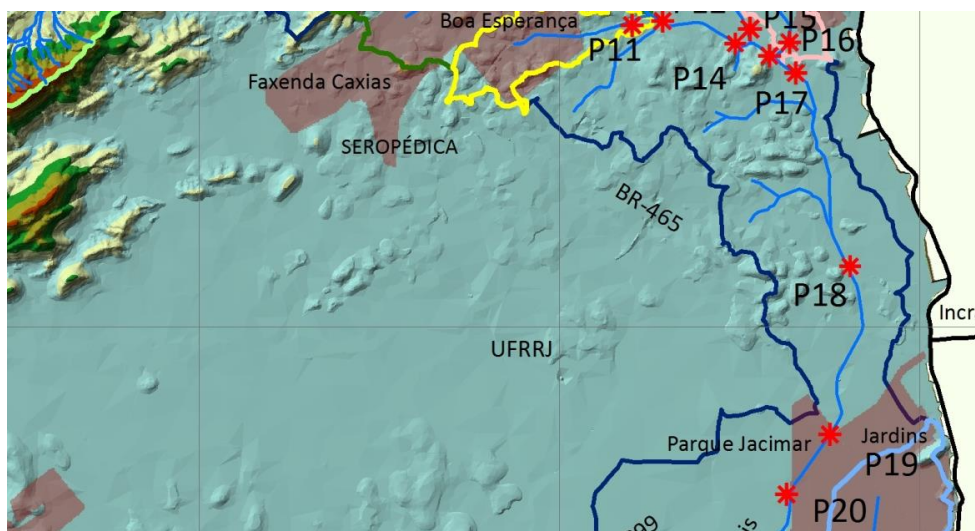 Boa Esperança
P11
P15
P16
P14
Faxenda Caxias
P17
SEROPÉDICA
BR-465
P18
Incr
UFRRJ
Parque Jacimar
Jardins
P19
P20